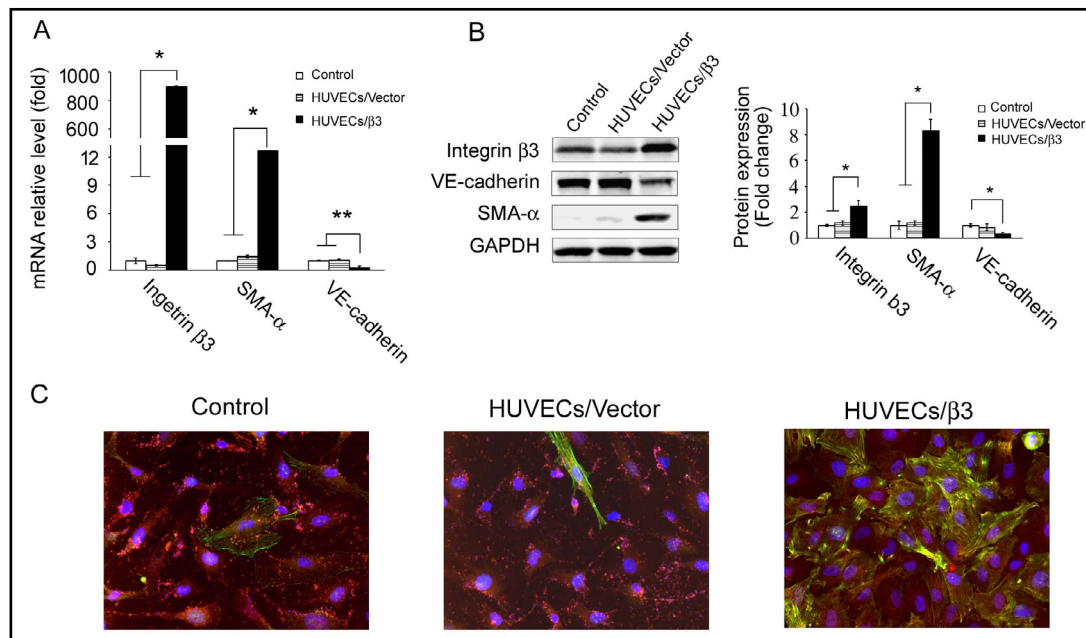 A
mRNA relative level (fold)
1000
800
600
12
9
6
3
1
0
*
*
**
Control
HUVECs/Vector
HUVECs/β3
Ingetrin β3
SMA-α
VE-cadherin
B
Control
HUVECs/Vector
HUVECs/β3
Integrin β3
VE-cadherin
SMA-α
GAPDH
Protein expression
(Fold change)
10
8
6
4
2
0
*
*
*
Control
HUVECs/Vector
HUVECs/β3
Integrin b3
SMA-α
VE-cadherin
C
Control
HUVECs/Vector
HUVECs/β3